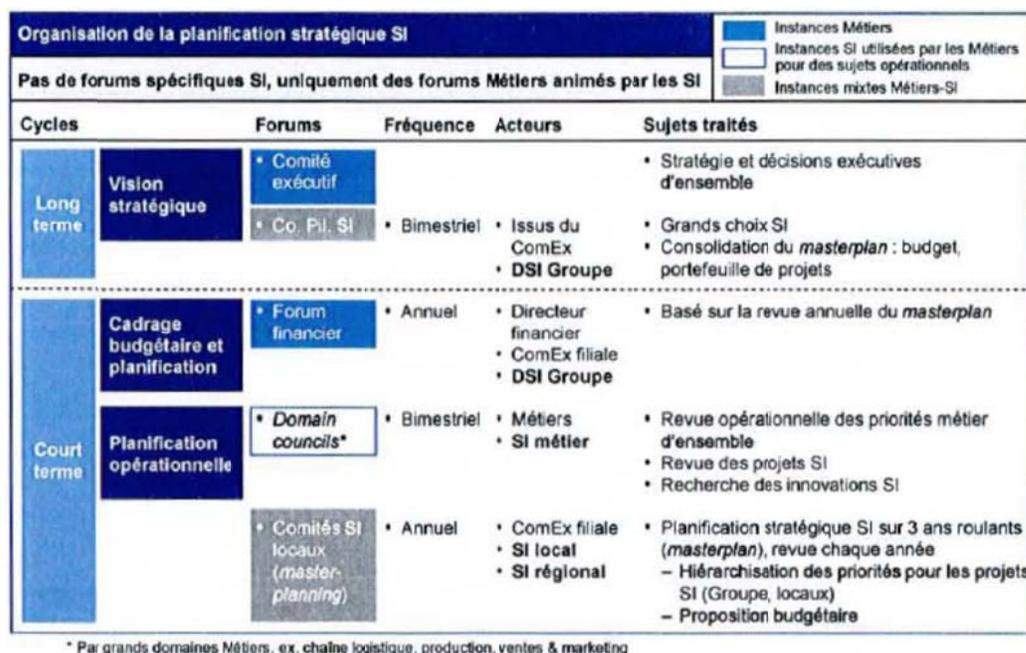 Organisation de la planification stratégique SI
Instances Métiers
Instances SI utilisées par les Métiers
pour des sujets opérationnels
Instances mixtes Métiers-SI
Pas de forums spécifiques SI, uniquement des forums Métiers animés par les SI
Cycles Forums Fréquence Acteurs Sujets traités
Long
terme
Vision
stratégique
• Comité
exécutif
• Stratégie et décisions exécutives
d'ensemble
• Co. Pil. SI
• Bimestriel
• Issus du
ComEx
• DSI Groupe
• Grands choix SI
• Consolidation du masterplan : budget,
portefeuille de projets
Court
terme
Cadrage
budgétaire et
planification
• Forum
financier
• Annuel
• Directeur
financier
• ComEx filiale
• DSI Groupe
• Basé sur la revue annuelle du masterplan
Planification
opérationnelle
• Domain
councils*
• Bimestriel
• Métiers
• SI métier
• Revue opérationnelle des priorités métier
d'ensemble
• Revue des projets SI
• Recherche des innovations SI
• Comités SI
locaux
(master-
planning)
• Annuel
• ComEx filiale
• SI local
• SI régional
• Planification stratégique SI sur 3 ans roulants
(masterplan), revue chaque année
– Hiérarchisation des priorités pour les projets
SI (Groupe, locaux)
– Proposition budgétaire
* Par grands domaines Métiers, ex. chaîne logistique, production, ventes & marketing